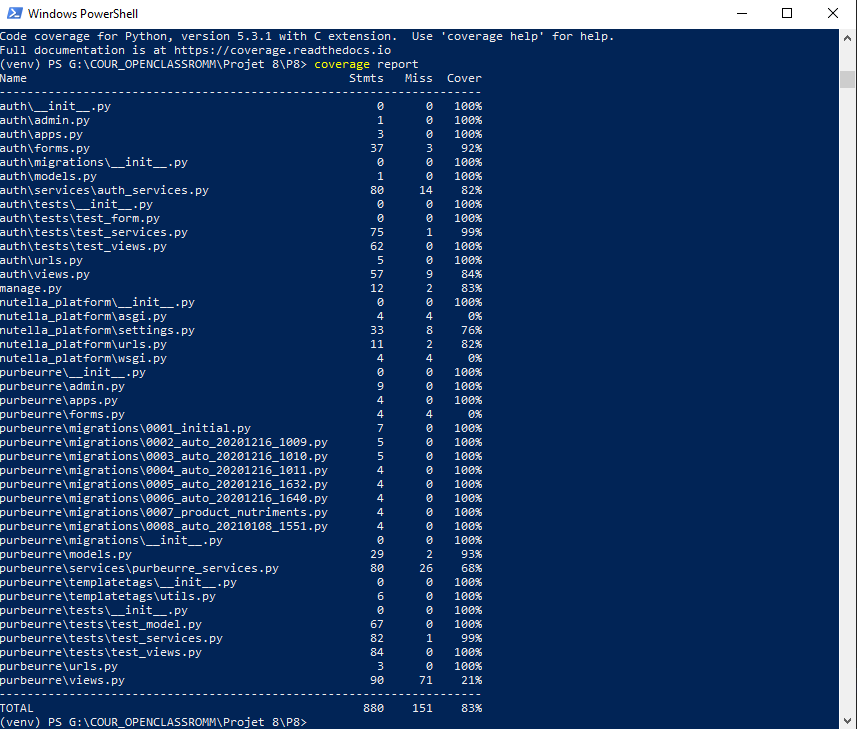 Windows PowerShell
Code coverage for Python, version 5.3.1 with C extension.  Use 'coverage help' for help.
Full documentation is at https://coverage.readthedocs.io
(venv) PS G:\COUR_OPENCLASSROMM\Projet 8\P8> coverage report
Name                                              Stmts   Miss  Cover
---------------------------------------------------------------------
auth\__init__.py                                      0      0   100%
auth\admin.py                                         1      0   100%
auth\apps.py                                          3      0   100%
auth\forms.py                                        37      3    92%
auth\migrations\__init__.py                           0      0   100%
auth\models.py                                        1      0   100%
auth\services\auth_services.py                       80     14    82%
auth\tests\__init__.py                                0      0   100%
auth\tests\test_form.py                               0      0   100%
auth\tests\test_services.py                          75      1    99%
auth\tests\test_views.py                             62      0   100%
auth\urls.py                                          5      0   100%
auth\views.py                                        57      9    84%
manage.py                                            12      2    83%
nutella_platform\__init__.py                          0      0   100%
nutella_platform\asgi.py                              4      4     0%
nutella_platform\settings.py                         33      8    76%
nutella_platform\urls.py                             11      2    82%
nutella_platform\wsgi.py                              4      4     0%
purbeurre\__init__.py                                 0      0   100%
purbeurre\admin.py                                    9      0   100%
purbeurre\apps.py                                     4      0   100%
purbeurre\forms.py                                    4      4     0%
purbeurre\migrations\0001_initial.py                  7      0   100%
purbeurre\migrations\0002_auto_20201216_1009.py       5      0   100%
purbeurre\migrations\0003_auto_20201216_1010.py       5      0   100%
purbeurre\migrations\0004_auto_20201216_1011.py       4      0   100%
purbeurre\migrations\0005_auto_20201216_1632.py       4      0   100%
purbeurre\migrations\0006_auto_20201216_1640.py       4      0   100%
purbeurre\migrations\0007_product_nutriments.py       4      0   100%
purbeurre\migrations\0008_auto_20210108_1551.py       4      0   100%
purbeurre\migrations\__init__.py                      0      0   100%
purbeurre\models.py                                  29      2    93%
purbeurre\services\purbeurre_services.py             80     26    68%
purbeurre\templatetags\__init__.py                    0      0   100%
purbeurre\templatetags\utils.py                       6      0   100%
purbeurre\tests\__init__.py                           0      0   100%
purbeurre\tests\test_model.py                        67      0   100%
purbeurre\tests\test_services.py                     82      1    99%
purbeurre\tests\test_views.py                        84      0   100%
purbeurre\urls.py                                     3      0   100%
purbeurre\views.py                                   90     71    21%
---------------------------------------------------------------------
TOTAL                                               880    151    83%
(venv) PS G:\COUR_OPENCLASSROMM\Projet 8\P8>